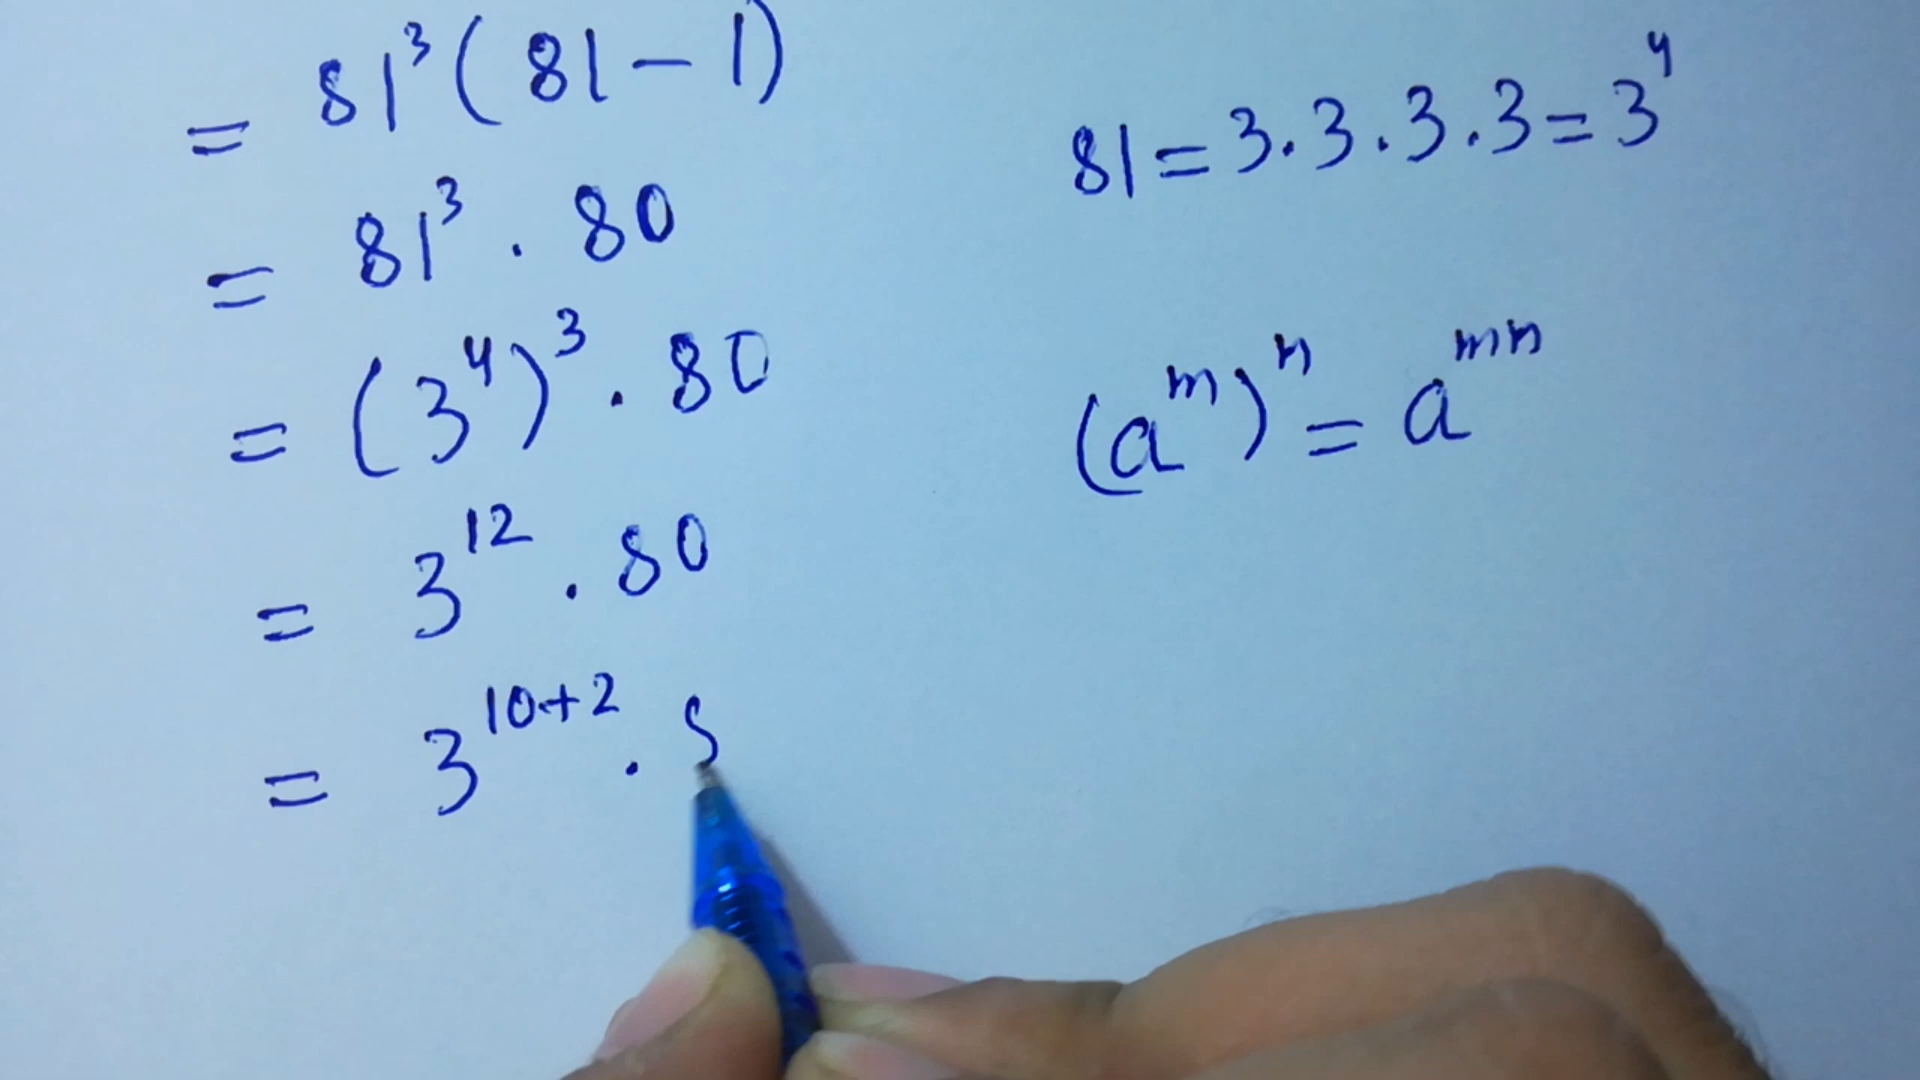 = 81³(81-1)
= 81³ . 80
= (3⁴)³ . 80
= 3¹² . 80
= 3¹⁰⁺² .
81 = 3.3.3.3 = 3⁴
(aᵐ)ⁿ = aᵐⁿ